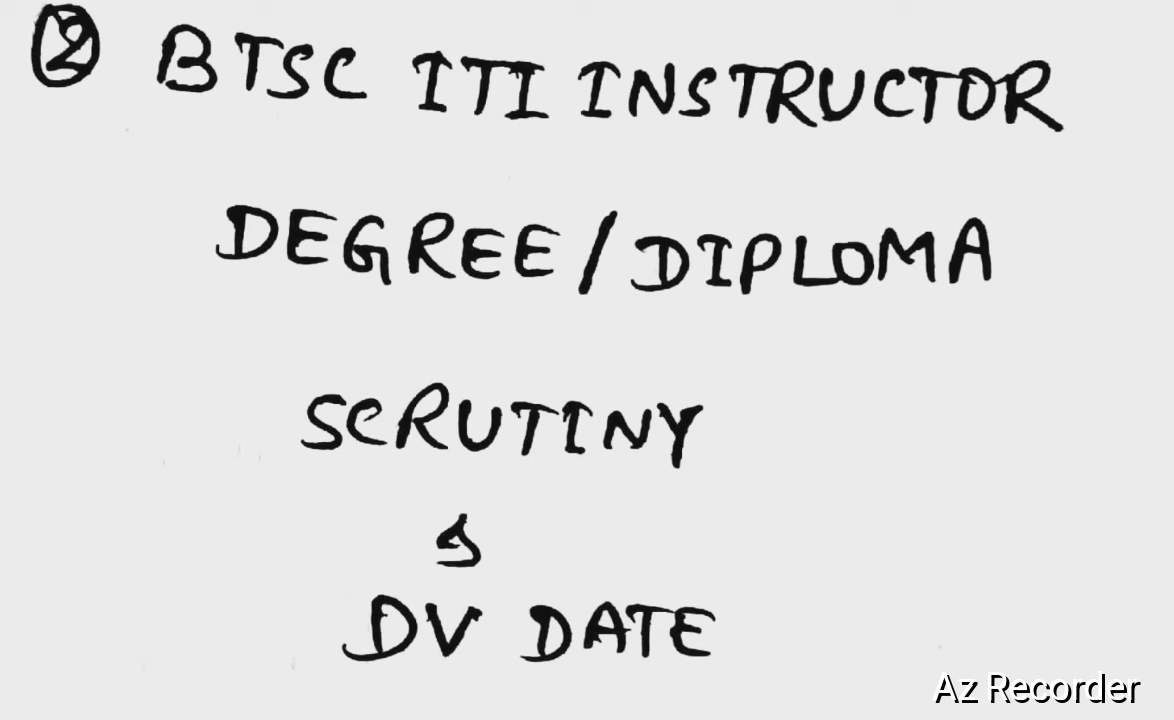 2 BTSC ITI INSTRUCTOR
DEGREE/DIPLOMA
SCRUTINY
&
DV DATE
Az Recorder